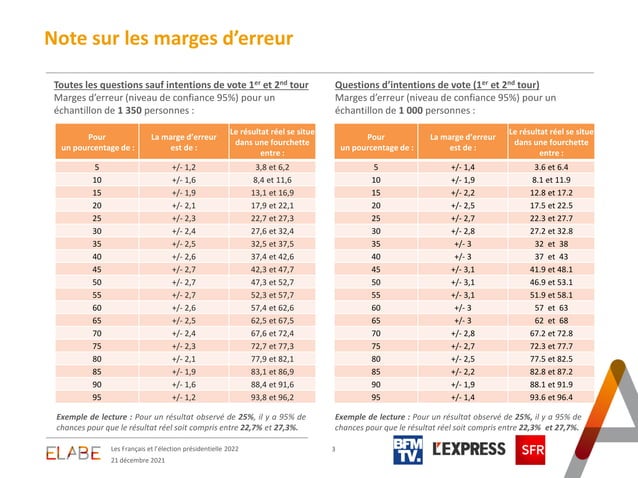 Note sur les marges d’erreur
Toutes les questions sauf intentions de vote 1er et 2nd tour
Marges d’erreur (niveau de confiance 95%) pour un
échantillon de 1 350 personnes :
Pour
un pourcentage de :
La marge d’erreur
est de :
Le résultat réel se situe
dans une fourchette
entre :
5 +/- 1,2 3,8 et 6,2
10 +/- 1,6 8,4 et 11,6
15 +/- 1,9 13,1 et 16,9
20 +/- 2,1 17,9 et 22,1
25 +/- 2,3 22,7 et 27,3
30 +/- 2,4 27,6 et 32,4
35 +/- 2,5 32,5 et 37,5
40 +/- 2,6 37,4 et 42,6
45 +/- 2,7 42,3 et 47,7
50 +/- 2,7 47,3 et 52,7
55 +/- 2,7 52,3 et 57,7
60 +/- 2,6 57,4 et 62,6
65 +/- 2,5 62,5 et 67,5
70 +/- 2,4 67,6 et 72,4
75 +/- 2,3 72,7 et 77,3
80 +/- 2,1 77,9 et 82,1
85 +/- 1,9 83,1 et 86,9
90 +/- 1,6 88,4 et 91,6
95 +/- 1,2 93,8 et 96,2
Exemple de lecture : Pour un résultat observé de 25%, il y a 95% de
chances pour que le résultat réel soit compris entre 22,7% et 27,3%.
Questions d’intentions de vote (1er et 2nd tour)
Marges d’erreur (niveau de confiance 95%) pour un
échantillon de 1 000 personnes :
Pour
un pourcentage de :
La marge d’erreur
est de :
Le résultat réel se situe
dans une fourchette
entre :
5 +/- 1,4 3.6 et 6.4
10 +/- 1,9 8.1 et 11.9
15 +/- 2,2 12.8 et 17.2
20 +/- 2,5 17.5 et 22.5
25 +/- 2,7 22.3 et 27.7
30 +/- 2,8 27.2 et 32.8
35 +/- 3 32 et 38
40 +/- 3 37 et 43
45 +/- 3,1 41.9 et 48.1
50 +/- 3,1 46.9 et 53.1
55 +/- 3,1 51.9 et 58.1
60 +/- 3 57 et 63
65 +/- 3 62 et 68
70 +/- 2,8 67.2 et 72.8
75 +/- 2,7 72.3 et 77.7
80 +/- 2,5 77.5 et 82.5
85 +/- 2,2 82.8 et 87.2
90 +/- 1,9 88.1 et 91.9
95 +/- 1,4 93.6 et 96.4
Exemple de lecture : Pour un résultat observé de 25%, il y a 95% de
chances pour que le résultat réel soit compris entre 22,3% et 27,7%.
ELABE
Les Français et l’élection présidentielle 2022
21 décembre 2021
3
BFM
TV.
L’EXPRESS
SFR